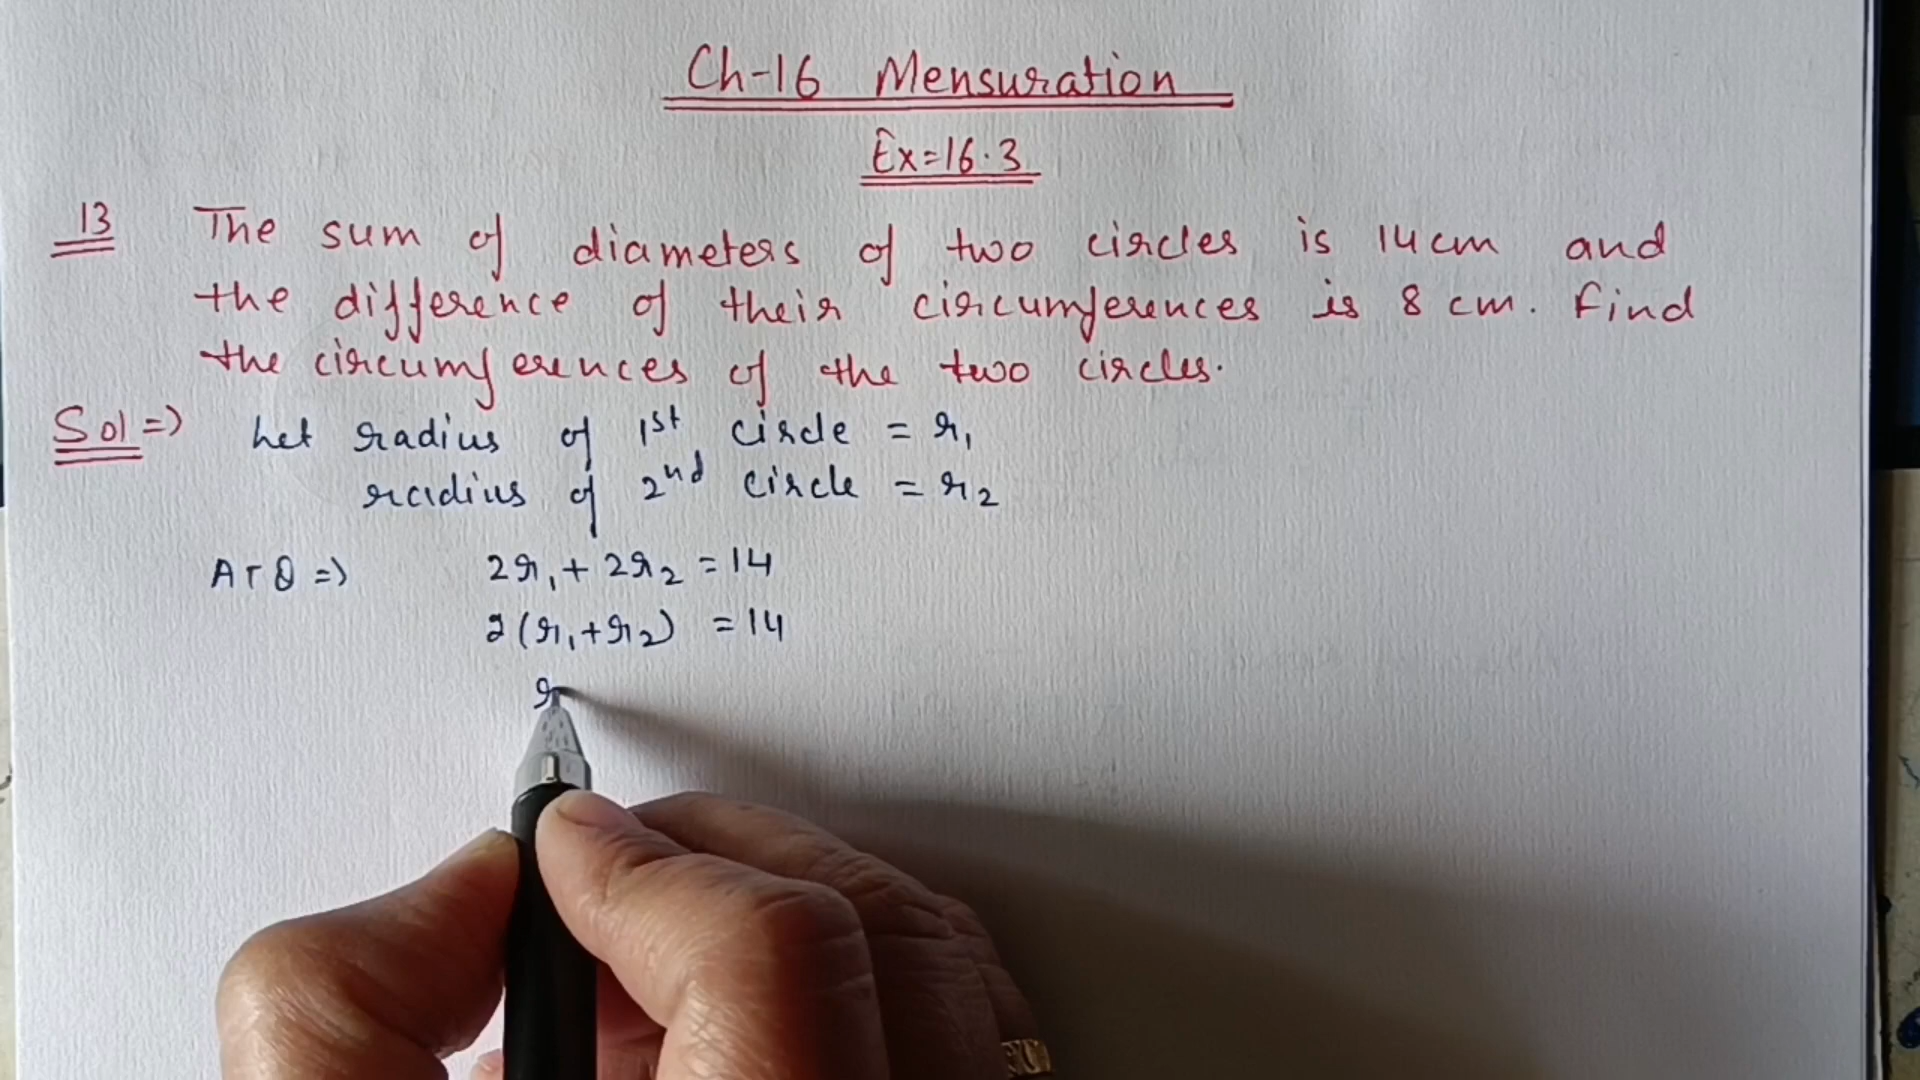 Ch-16 Mensuration
Ex=16.3
13 The sum of diameters of two circles is 14cm and
the difference of their circumferences is 8 cm. Find
the circumferences of the two circles.
Sol=> Let radius of 1st circle = r₁
radius of 2nd circle = r₂
ATQ=> 2r₁+2r₂=14
2(r₁+r₂) =14
r